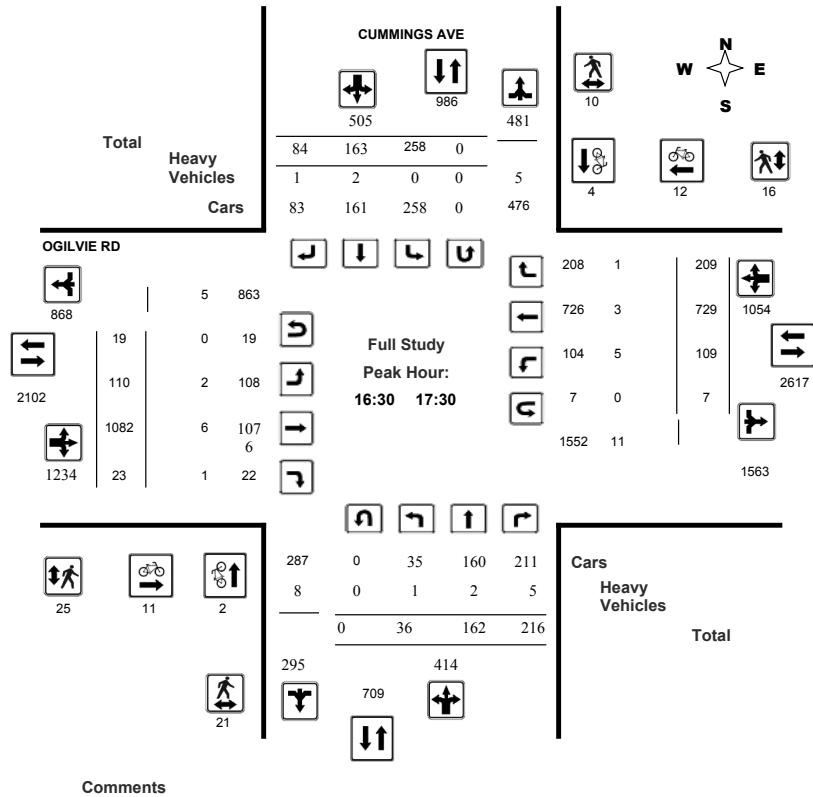 CUMMINGS AVE
N
W E
S
986
10
505 481
Total 84 163 258 0
Heavy
Vehicles 1 2 0 0 5
4 12 16
Cars 83 161 258 0 476
OGILVIE RD
208 1 209
868 5 863
726 3 729 1054
19 0 19
Full Study
104 5 109
Peak Hour:
2102 110 2 108
2617
16:30 17:30
7 0 7
1082 6 107
6
1552 11
1234 23 1 22
1563
287 0 35 160 211 Cars
8 0 1 2 5 Heavy
Vehicles
25 11 2
0 36 162 216 Total
295 414
709
21
Comments